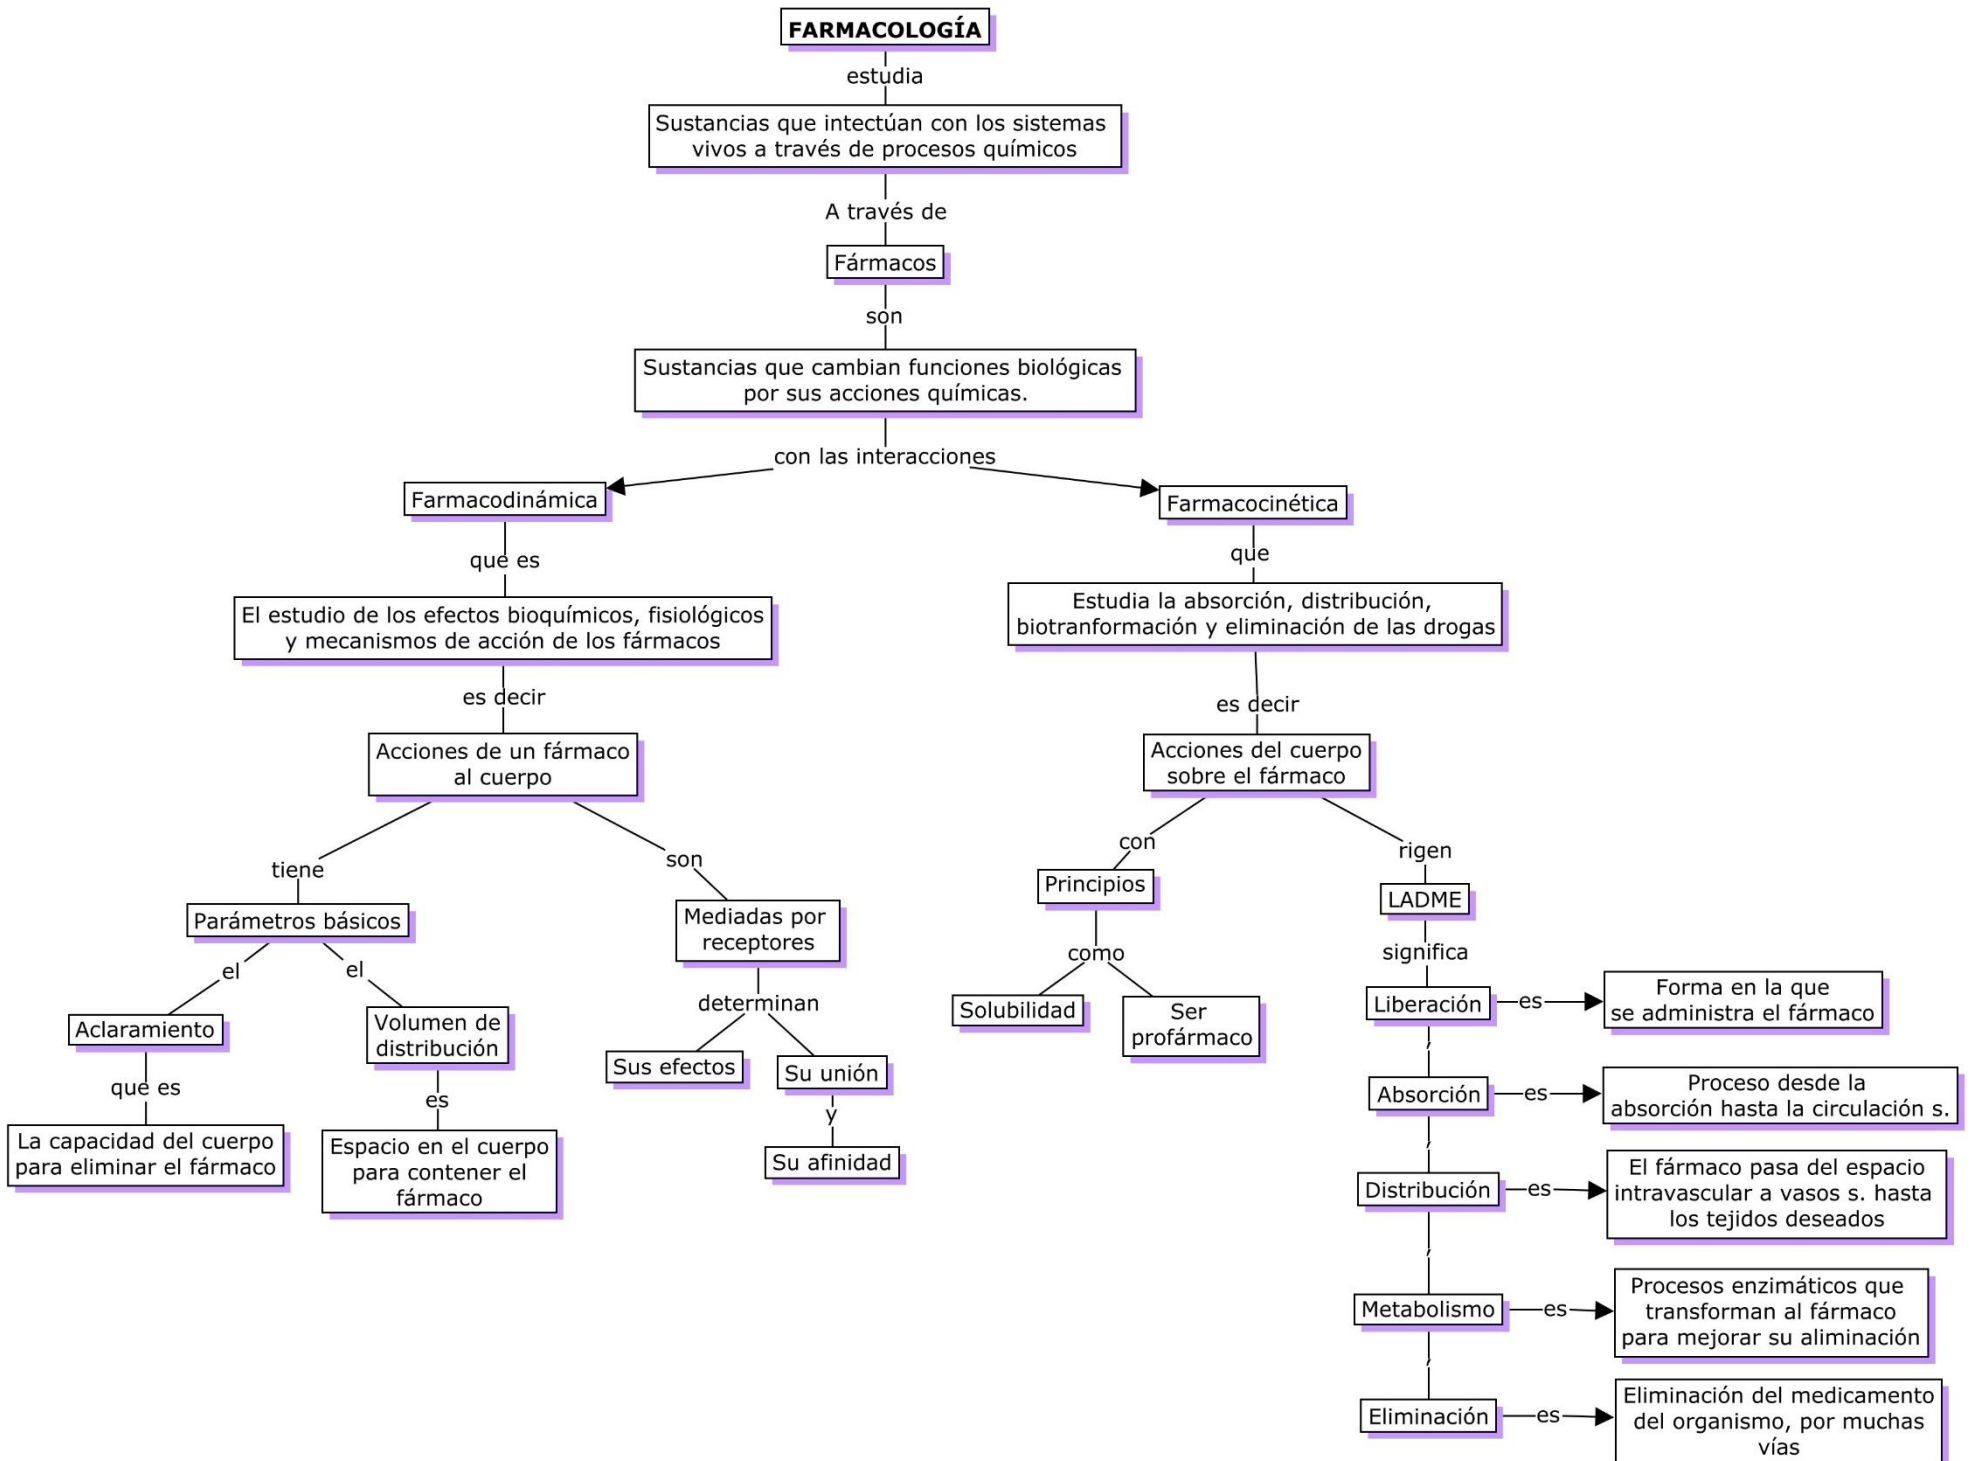 FARMACOLOGÍA
estudia
Sustancias que intectúan con los sistemas
vivos a través de procesos químicos
A través de
Fármacos
son
Sustancias que cambian funciones biológicas
por sus acciones químicas.
con las interacciones
Farmacodinámica
que es
El estudio de los efectos bioquímicos, fisiológicos
y mecanismos de acción de los fármacos
es decir
Acciones de un fármaco
al cuerpo
tiene
Parámetros básicos
el
Aclaramiento
que es
La capacidad del cuerpo
para eliminar el fármaco
el
Volumen de
distribución
es
Espacio en el cuerpo
para contener el
fármaco
son
Mediadas por
receptores
determinan
Sus efectos
Su unión
y
Su afinidad
Farmacocinética
que
Estudia la absorción, distribución,
biotranformación y eliminación de las drogas
es decir
Acciones del cuerpo
sobre el fármaco
con
Principios
como
Solubilidad
Ser
profármaco
rigen
LADME
significa
Liberación
es
Forma en la que
se administra el fármaco
,
Absorción
es
Proceso desde la
absorción hasta la circulación s.
,
Distribución
es
El fármaco pasa del espacio
intravascular a vasos s. hasta
los tejidos deseados
,
Metabolismo
es
Procesos enzimáticos que
transforman al fármaco
para mejorar su aliminación
,
Eliminación
es
Eliminación del medicamento
del organismo, por muchas
vías